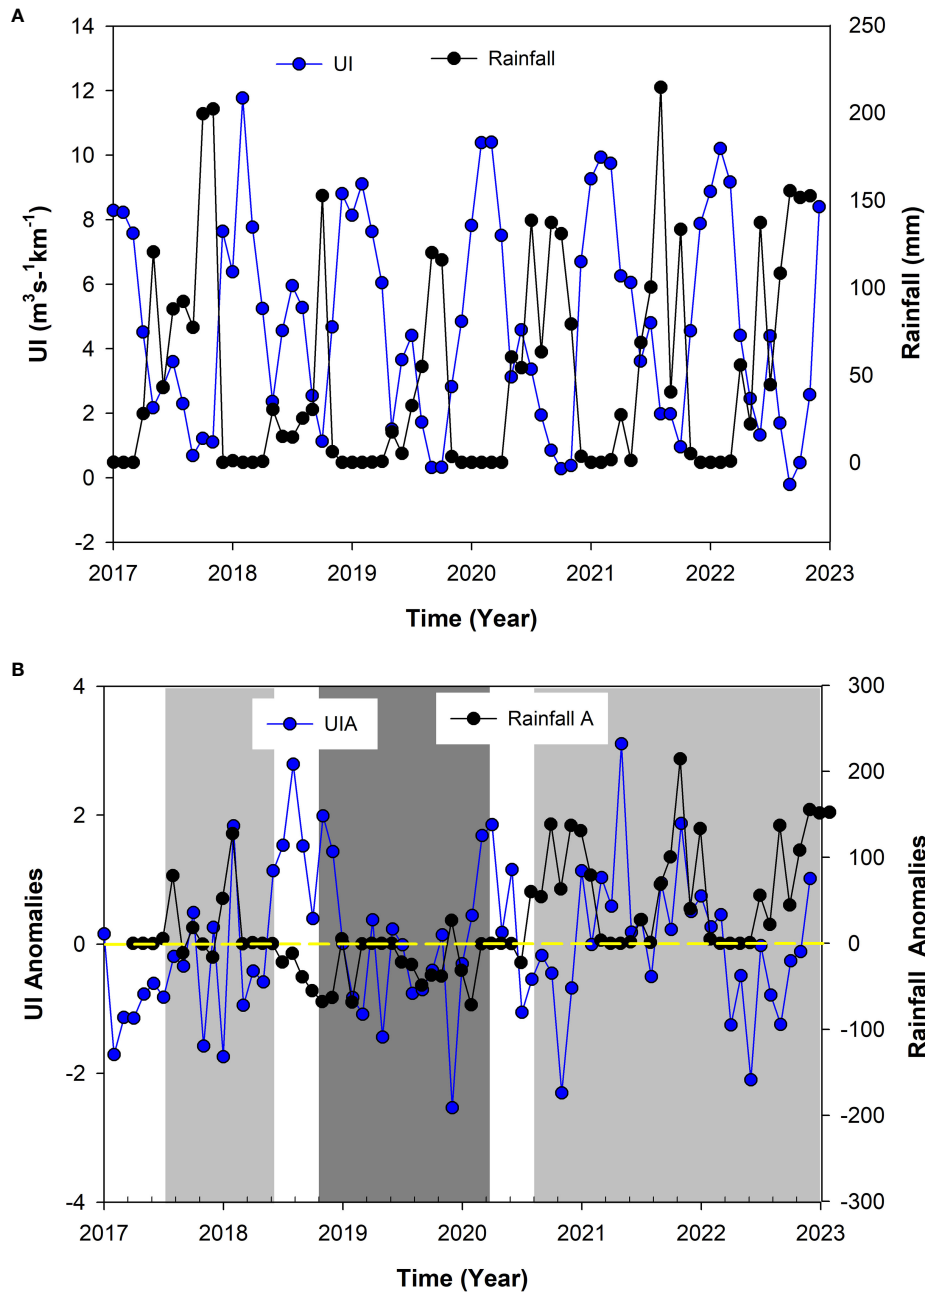 A
14
12
10
8
6
4
2
0
-2
250
200
150
100
50
0
UI
Rainfall
UI (m³s-¹km⁻¹)
Rainfall (mm)
2017 2018 2019 2020 2021 2022 2023
Time (Year)
B
4
2
0
-2
-4
300
200
100
0
-100
-200
-300
UIA
Rainfall A
UI Anomalies
Rainfall Anomalies
2017 2018 2019 2020 2021 2022 2023
Time (Year)